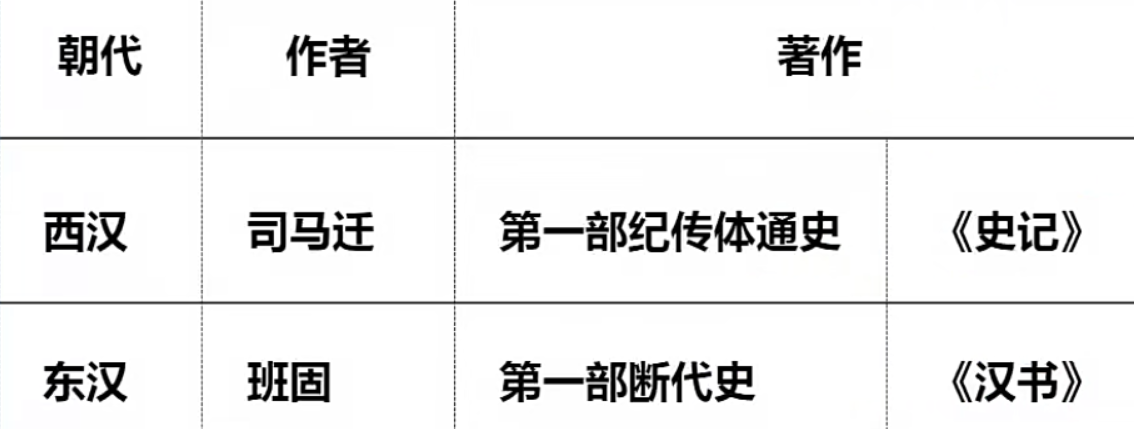 朝代 作者 著作
西汉 司马迁 第一部纪传体通史 《史记》
东汉 班固 第一部断代史 《汉书》